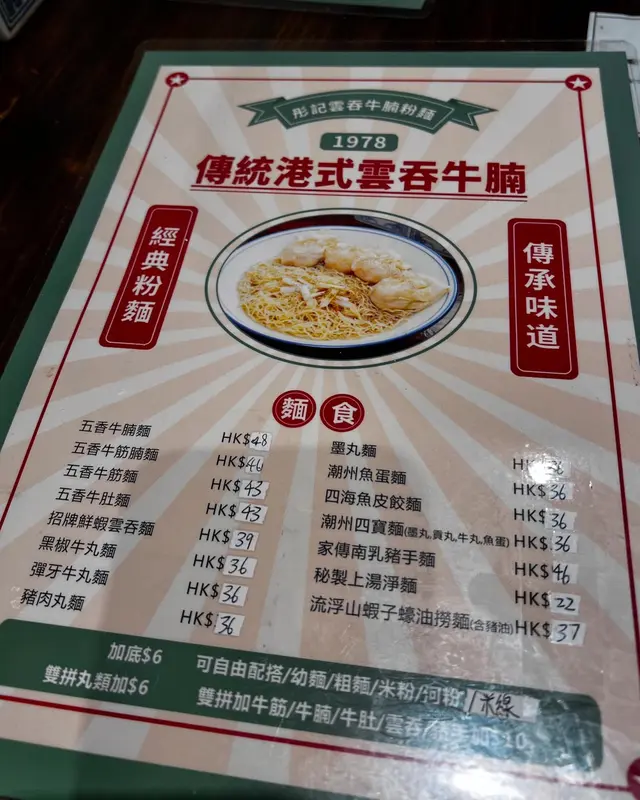 彤記雲吞牛腩粉麵
1978
傳統港式雲吞牛腩
經典粉麵
傳承味道
麵食
五香牛腩麵 HK$48
五香牛筋腩麵 HK$46
五香牛筋麵 HK$43
五香牛肚麵 HK$43
招牌鮮蝦雲吞麵 HK$39
黑椒牛丸麵 HK$36
彈牙牛丸麵 HK$36
豬肉丸麵 HK$36
墨丸麵
潮州魚蛋麵 HK$36
四海魚皮餃麵 HK$36
潮州四寶麵(墨丸,貢丸,牛丸,魚蛋) HK$36
家傳南乳豬手麵 HK$46
秘製上湯淨麵 HK$22
流浮山蝦子蠔油撈麵(含豬油) HK$37
加底$6
雙拼丸類加$6
可自由配搭/幼麵/粗麵/米粉/河粉/米線
雙拼加牛筋/牛腩/牛肚/雲吞/